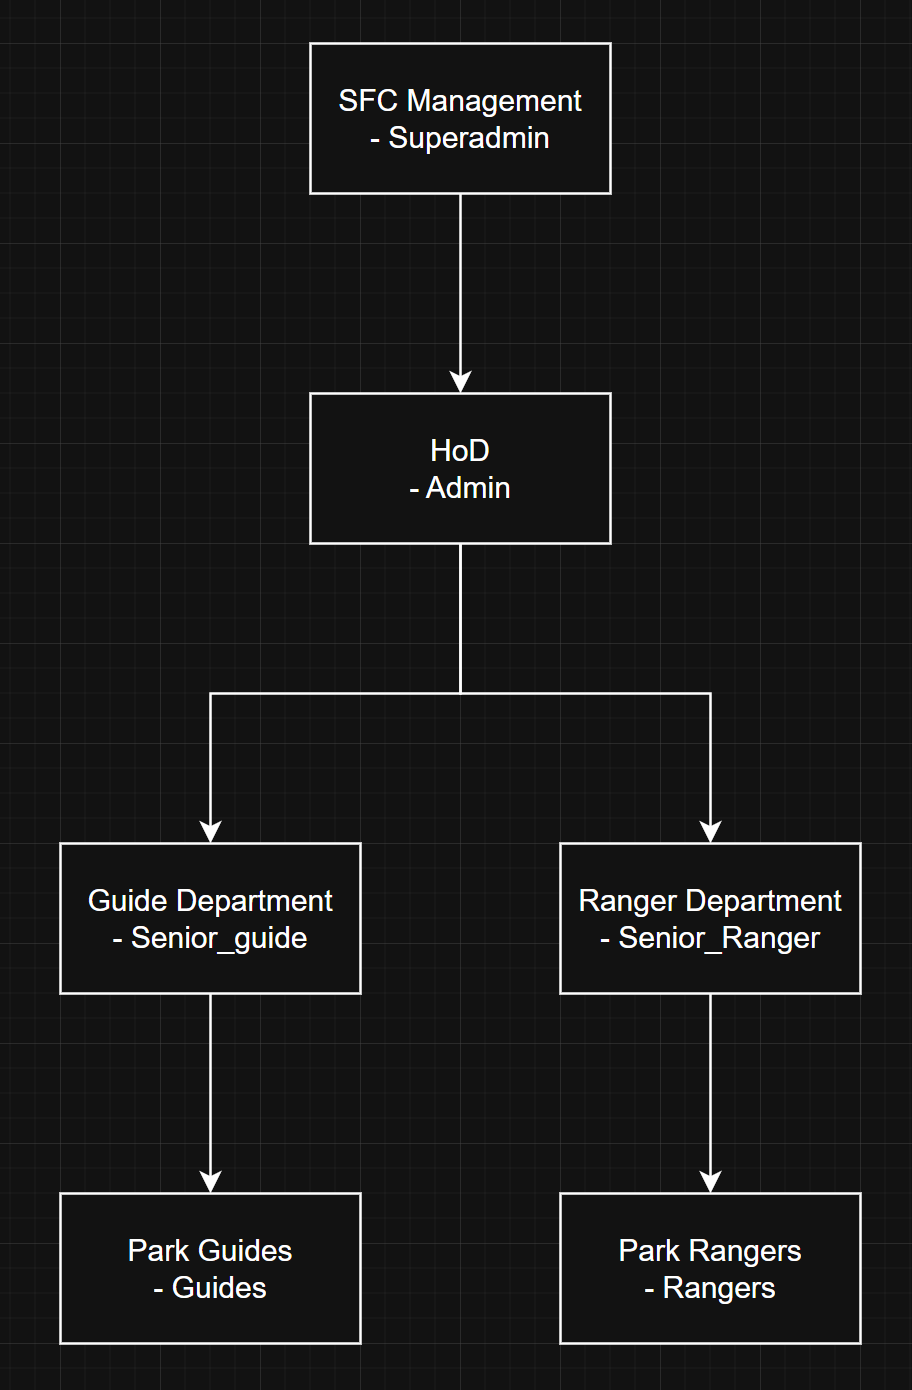 SFC Management
- Superadmin
HoD
- Admin
Guide Department
- Senior_guide
Ranger Department
- Senior_Ranger
Park Guides
- Guides
Park Rangers
- Rangers